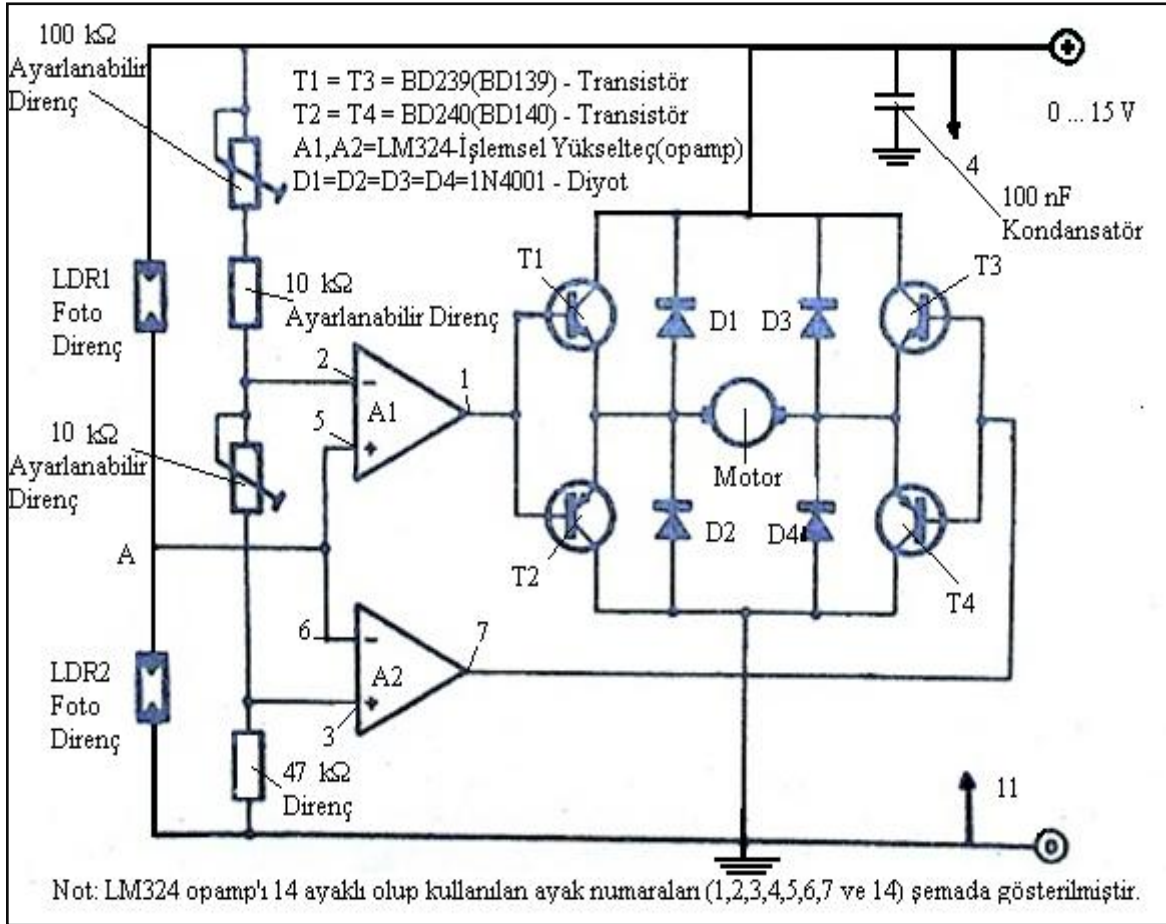 100 kΩ
Ayarlanabilir
Direnç
T1 = T3 = BD239(BD139) - Transistör
T2 = T4 = BD240(BD140) - Transistör
A1,A2=LM324-İşlemsel Yükselteç(opamp)
D1=D2=D3=D4=1N4001 - Diyot
+
0 ... 15 V
4
100 nF
Kondansatör
LDR1
Foto
Direnç
10 kΩ
Ayarlanabilir Direnç
T1
T3
D1
D3
2
-
A1
1
5
+
10 kΩ
Ayarlanabilir
Direnç
Motor
D2
D4
T2
T4
A
6
-
A2
7
+
3
LDR2
Foto
Direnç
47 kΩ
Direnç
11
Not: LM324 opamp'ı 14 ayaklı olup kullanılan ayak numaraları (1,2,3,4,5,6,7 ve 14) şemada gösterilmiştir.